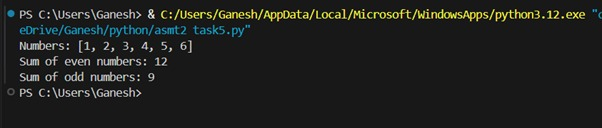 PS C:\Users\Ganesh> & C:/Users/Ganesh/AppData/Local/Microsoft/WindowsApps/python3.12.exe "
eDrive/Ganesh/python/asmt2 task5.py"
Numbers: [1, 2, 3, 4, 5, 6]
Sum of even numbers: 12
Sum of odd numbers: 9
PS C:\Users\Ganesh>